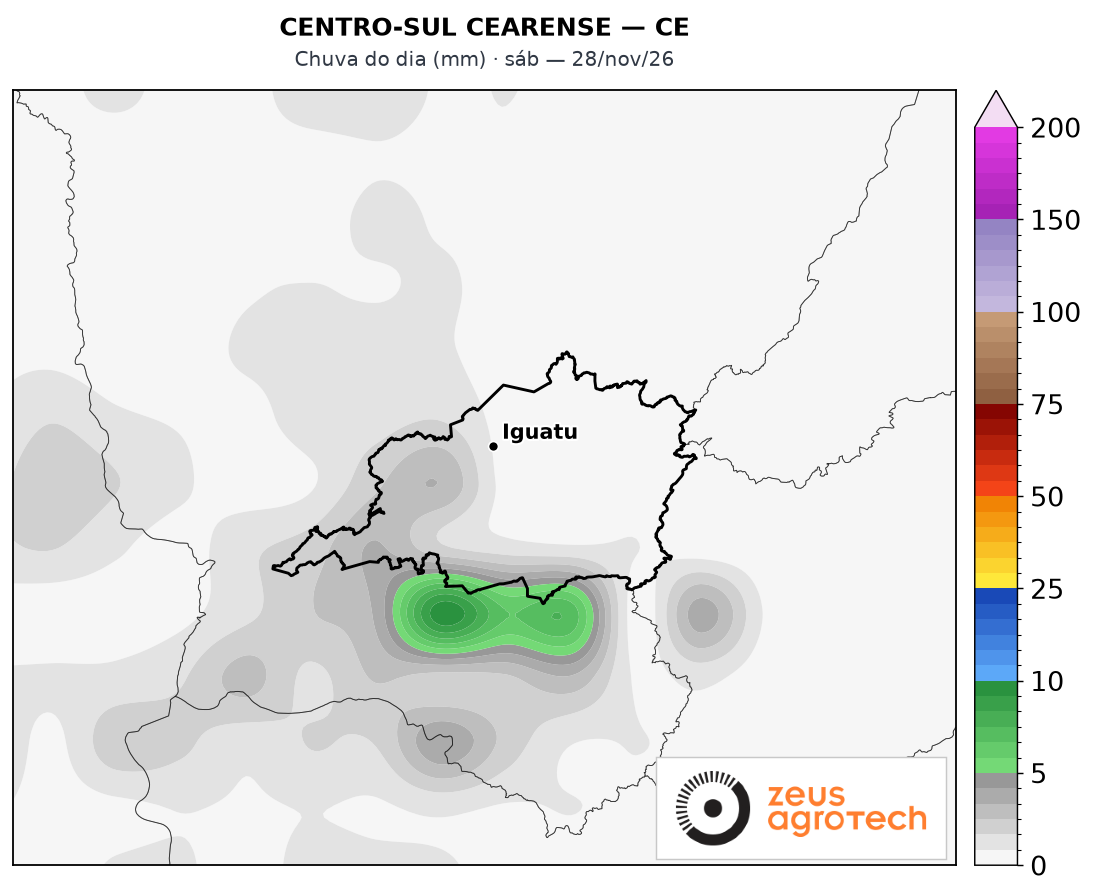 CENTRO-SUL CEARENSE — CE
Chuva do dia (mm) · sáb — 28/nov/26
200
150
100
75
50
25
10
5
0
Iguatu
zeus
agrotech